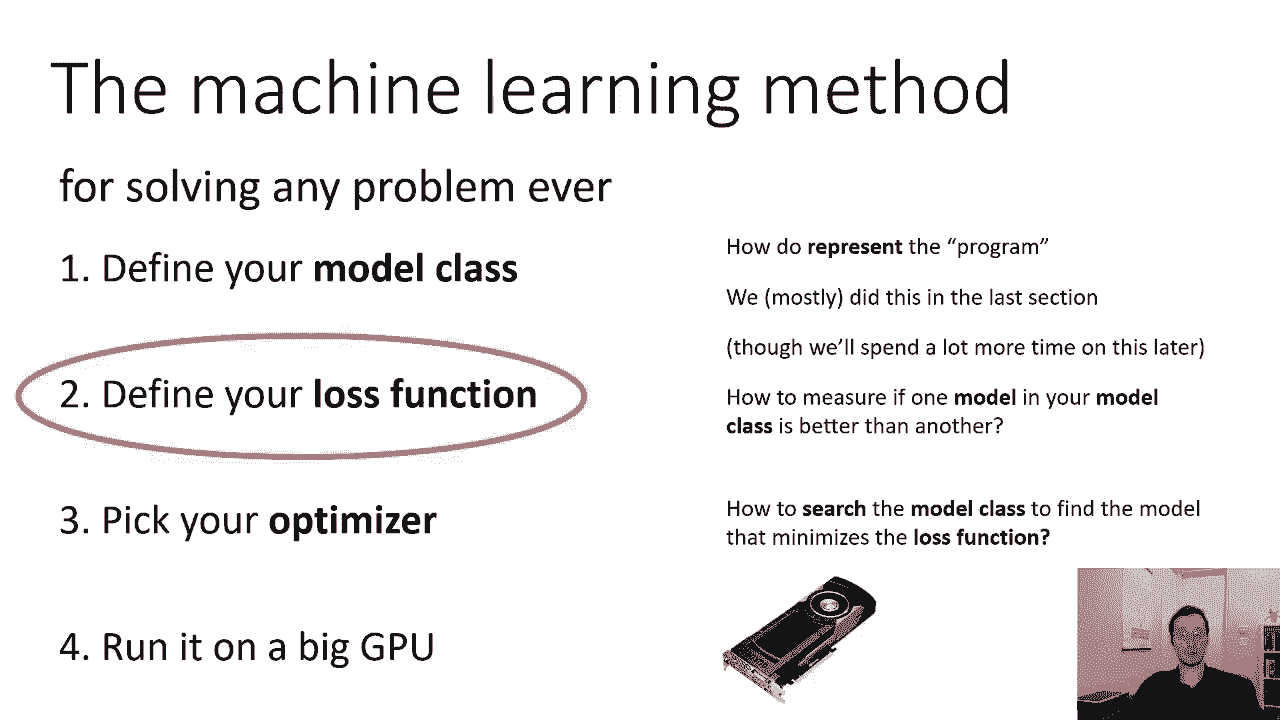 The machine learning method
for solving any problem ever
1. Define your model class
How do represent the “program”
We (mostly) did this in the last section
(though we’ll spend a lot more time on this later)
2. Define your loss function
How to measure if one model in your model
class is better than another?
3. Pick your optimizer
How to search the model class to find the model
that minimizes the loss function?
4. Run it on a big GPU